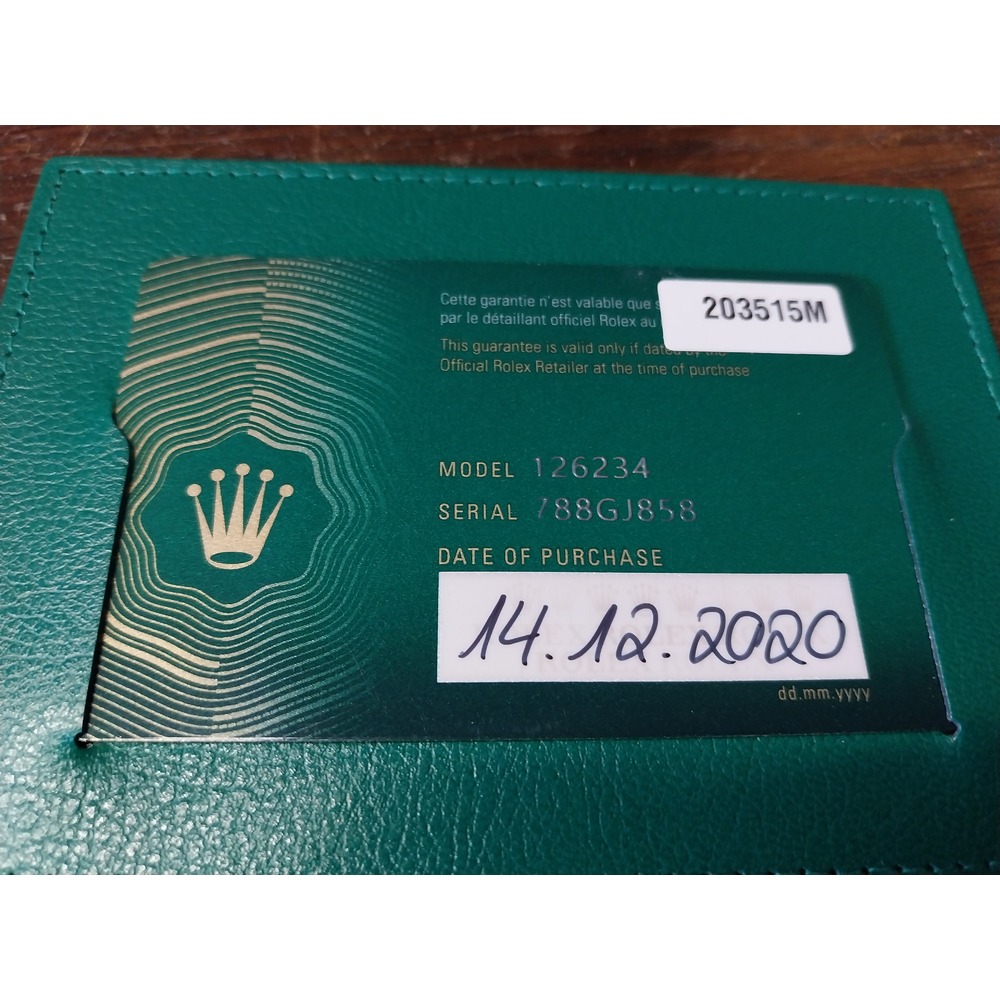 Cette garantie n'est valable que
par le détaillant officiel Rolex au
203515M
This guarantee is valid only if dated by the
Official Rolex Retailer at the time of purchase
MODEL 126234
SERIAL 788GJ858
DATE OF PURCHASE
14.12.2020
dd.mm.yyyy